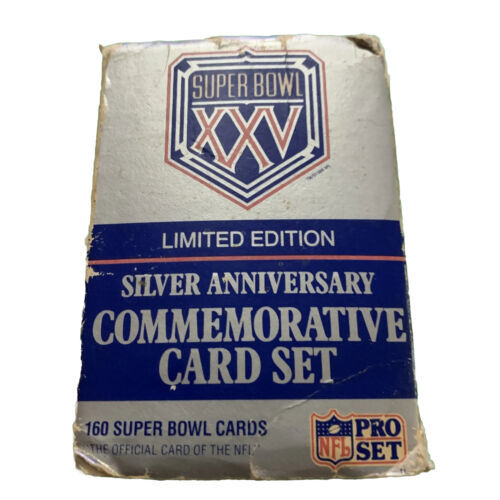 SUPER BOWL
XXV
LIMITED EDITION
SILVER ANNIVERSARY
COMMEMORATIVE
CARD SET
160 SUPER BOWL CARDS
"THE OFFICIAL CARD OF THE NFL"
NFL
PRO
SET